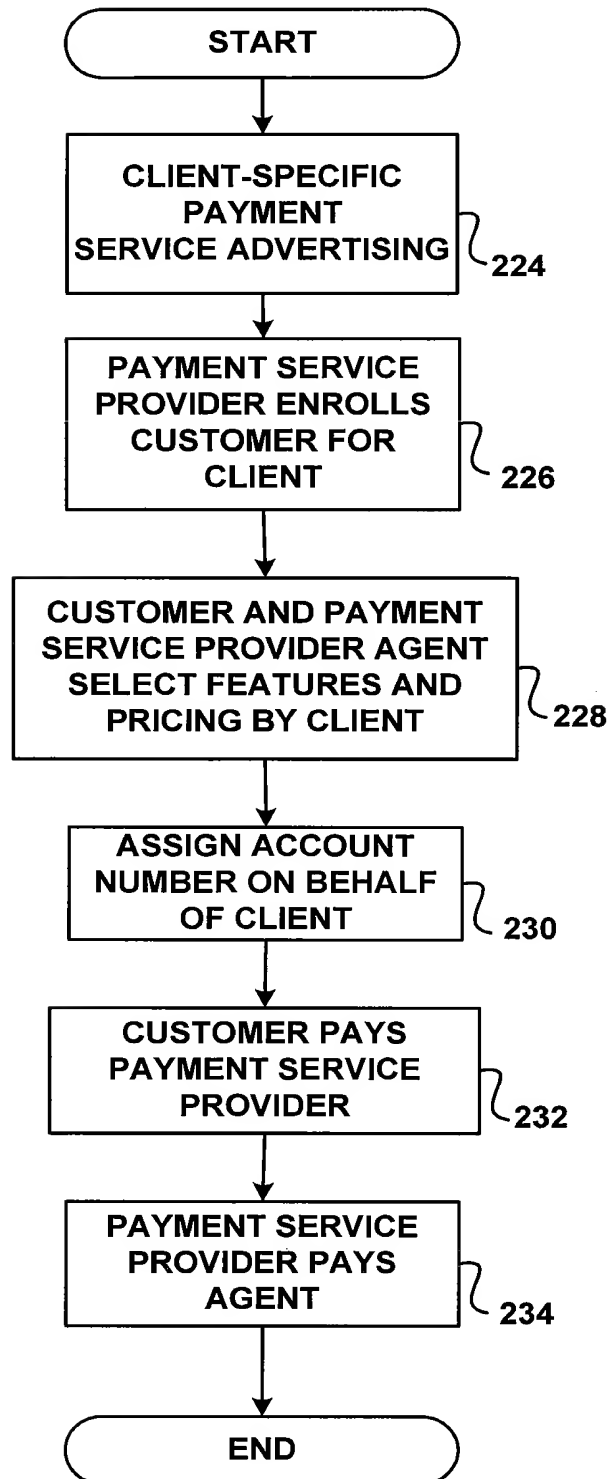 START
CLIENT-SPECIFIC
PAYMENT
SERVICE ADVERTISING
224
PAYMENT SERVICE
PROVIDER ENROLLS
CUSTOMER FOR
CLIENT
226
CUSTOMER AND PAYMENT
SERVICE PROVIDER AGENT
SELECT FEATURES AND
PRICING BY CLIENT
228
ASSIGN ACCOUNT
NUMBER ON BEHALF
OF CLIENT
230
CUSTOMER PAYS
PAYMENT SERVICE
PROVIDER
232
PAYMENT SERVICE
PROVIDER PAYS
AGENT
234
END